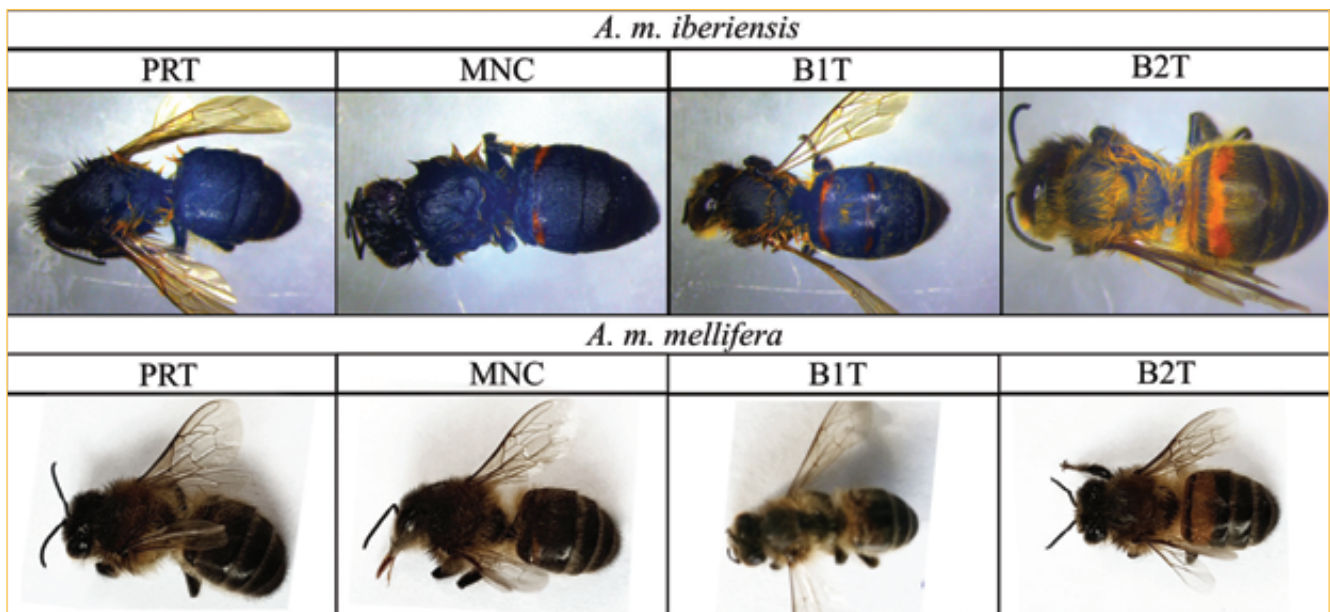 A. m. iberiensis
PRT MNC B1T B2T
A. m. mellifera
PRT MNC B1T B2T